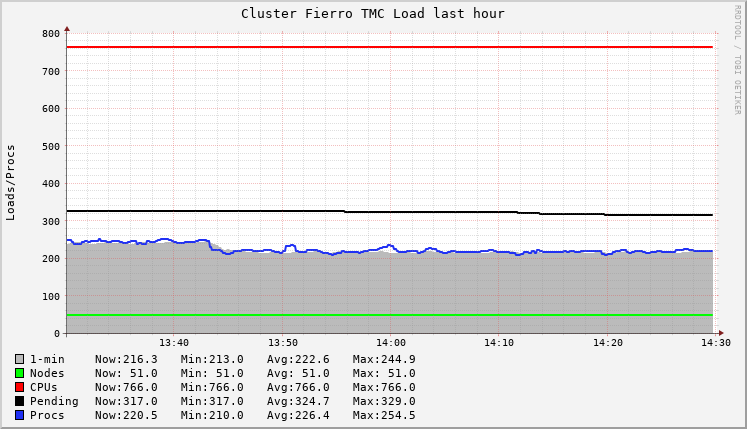 Cluster Fierro TMC Load last hour
RRDTOOL / TOBI OETIKER
Loads/Procs
800
700
600
500
400
300
200
100
0
13:40 13:50 14:00 14:10 14:20 14:30
1-min Now:216.3 Min:213.0 Avg:222.6 Max:244.9
Nodes Now: 51.0 Min: 51.0 Avg: 51.0 Max: 51.0
CPUs Now:766.0 Min:766.0 Avg:766.0 Max:766.0
Pending Now:317.0 Min:317.0 Avg:324.7 Max:329.0
Procs Now:220.5 Min:210.0 Avg:226.4 Max:254.5